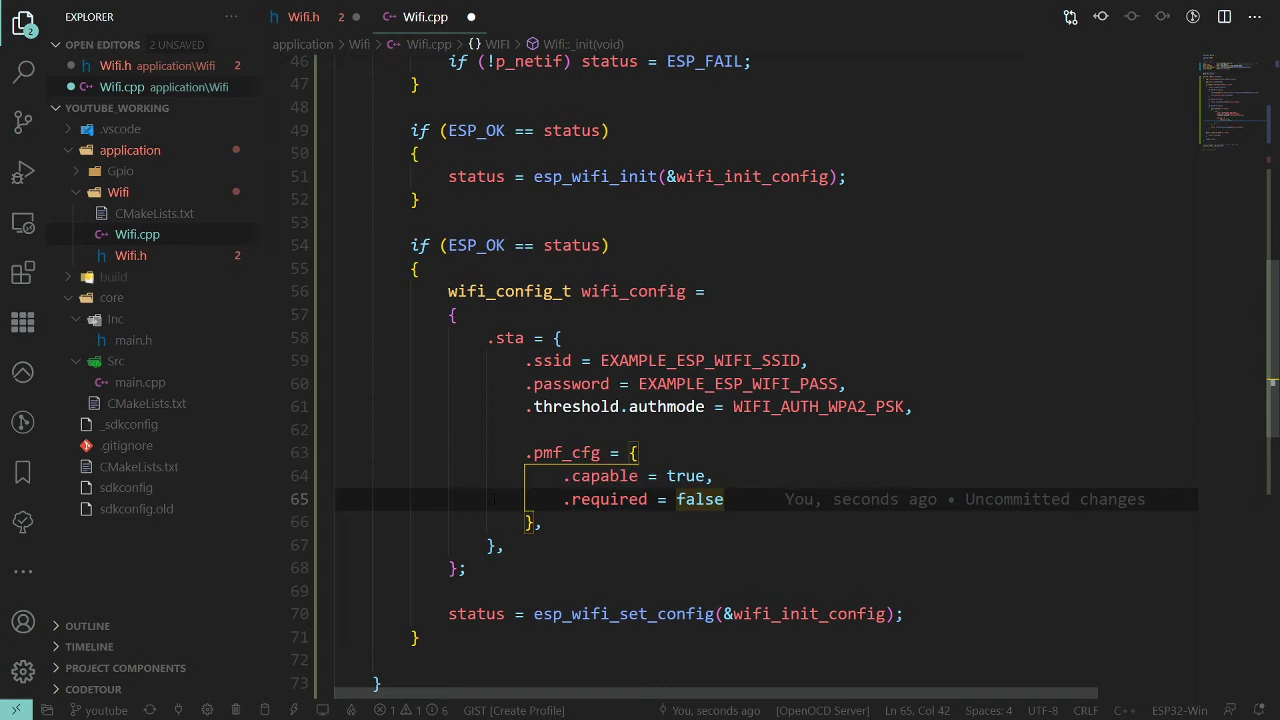 EXPLORER
OPEN EDITORS 2 UNSAVED
Wifi.h application\Wifi 2
Wifi.cpp application\Wifi
YOUTUBE_WORKING
.vscode
application
Gpio
Wifi
CMakeLists.txt
Wifi.cpp
Wifi.h 2
build
core
Inc
main.h
Src
main.cpp
CMakeLists.txt
_sdkconfig
.gitignore
CMakeLists.txt
sdkconfig
sdkconfig.old
OUTLINE
TIMELINE
PROJECT COMPONENTS
CODETOUR
Wifi.h 2 Wifi.cpp
application > Wifi > Wifi.cpp > {} WIFI > Wifi::_init(void)
46 if (!p_netif) status = ESP_FAIL;
47 }
48
49 if (ESP_OK == status)
50 {
51 status = esp_wifi_init(&wifi_init_config);
52 }
53
54 if (ESP_OK == status)
55 {
56 wifi_config_t wifi_config =
57 {
58 .sta = {
59 .ssid = EXAMPLE_ESP_WIFI_SSID,
60 .password = EXAMPLE_ESP_WIFI_PASS,
61 .threshold.authmode = WIFI_AUTH_WPA2_PSK,
62
63 .pmf_cfg = {
64 .capable = true,
65 .required = false You, seconds ago • Uncommitted changes
66 },
67 },
68 };
69
70 status = esp_wifi_set_config(&wifi_init_config);
71 }
72
73 }
youtube 1 1 6 GIST [Create Profile] You, seconds ago [OpenOCD Server] Ln 65, Col 42 Spaces: 4 UTF-8 CRLF C++ ESP32-Win